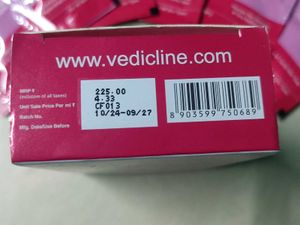 www.vedicline.com
MRP ₹
(Inclusive of all taxes)
Unit Sale Price Per ml ₹
Batch No.
Mfg. Date/Use Before
225.00
4.33
CF013
10/24-09/27
8 903599 750689